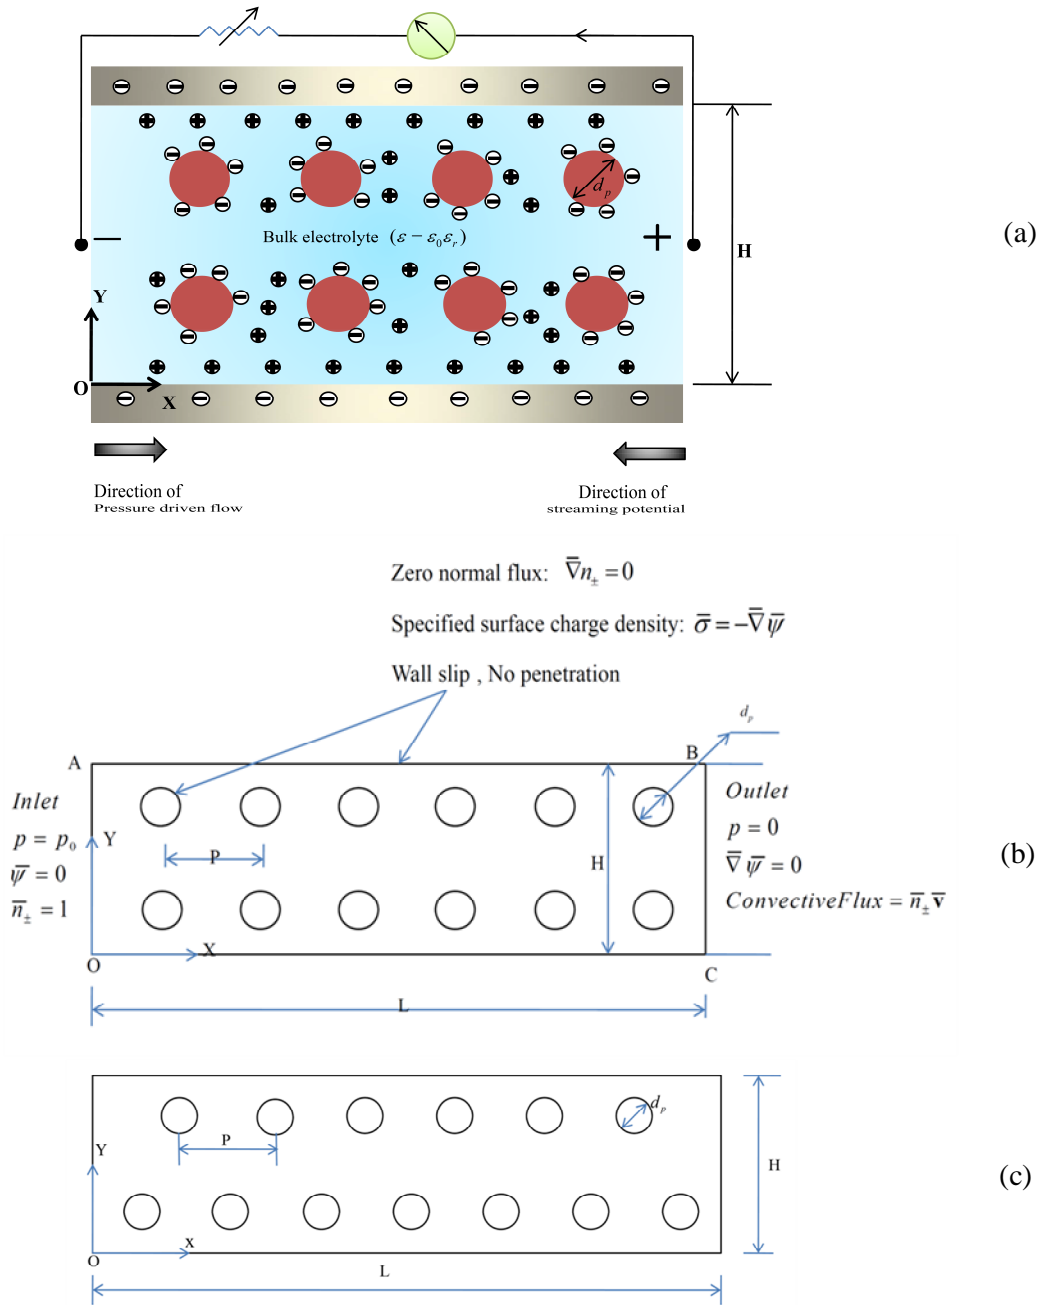 d_p
Bulk electrolyte (ε − ε₀εᵣ)
−
+
H
(a)
Y
O
X
Direction of
Pressure driven flow
Direction of
streaming potential
Zero normal flux: ∇̅n± = 0
Specified surface charge density: σ̅ = −∇̅ψ̅
Wall slip , No penetration
d_p
A
B
Inlet
p = p₀
ψ̅ = 0
n̅± = 1
Y
P
H
Outlet
p = 0
∇̅ ψ̅ = 0
ConvectiveFlux = n̅±v̅
(b)
X
O
C
L
d_p
P
Y
H
(c)
x
O
L